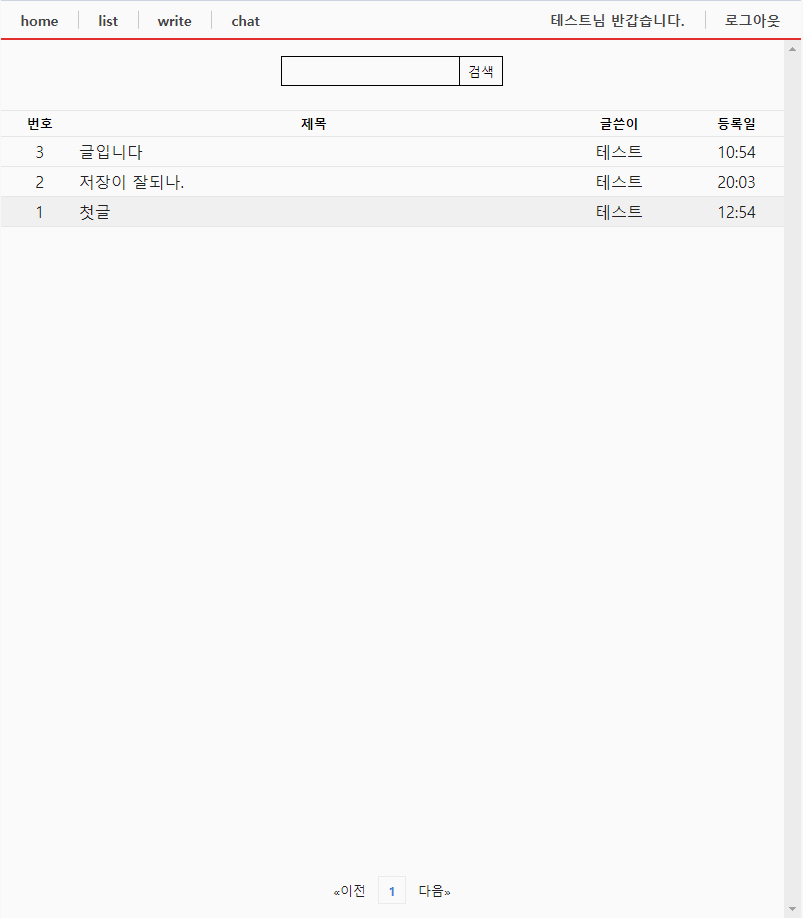 home list write chat 테스트님 반갑습니다. 로그아웃
검색
번호 제목 글쓴이 등록일
3 글입니다 테스트 10:54
2 저장이 잘되나. 테스트 20:03
1 첫글 테스트 12:54
«이전 1 다음»